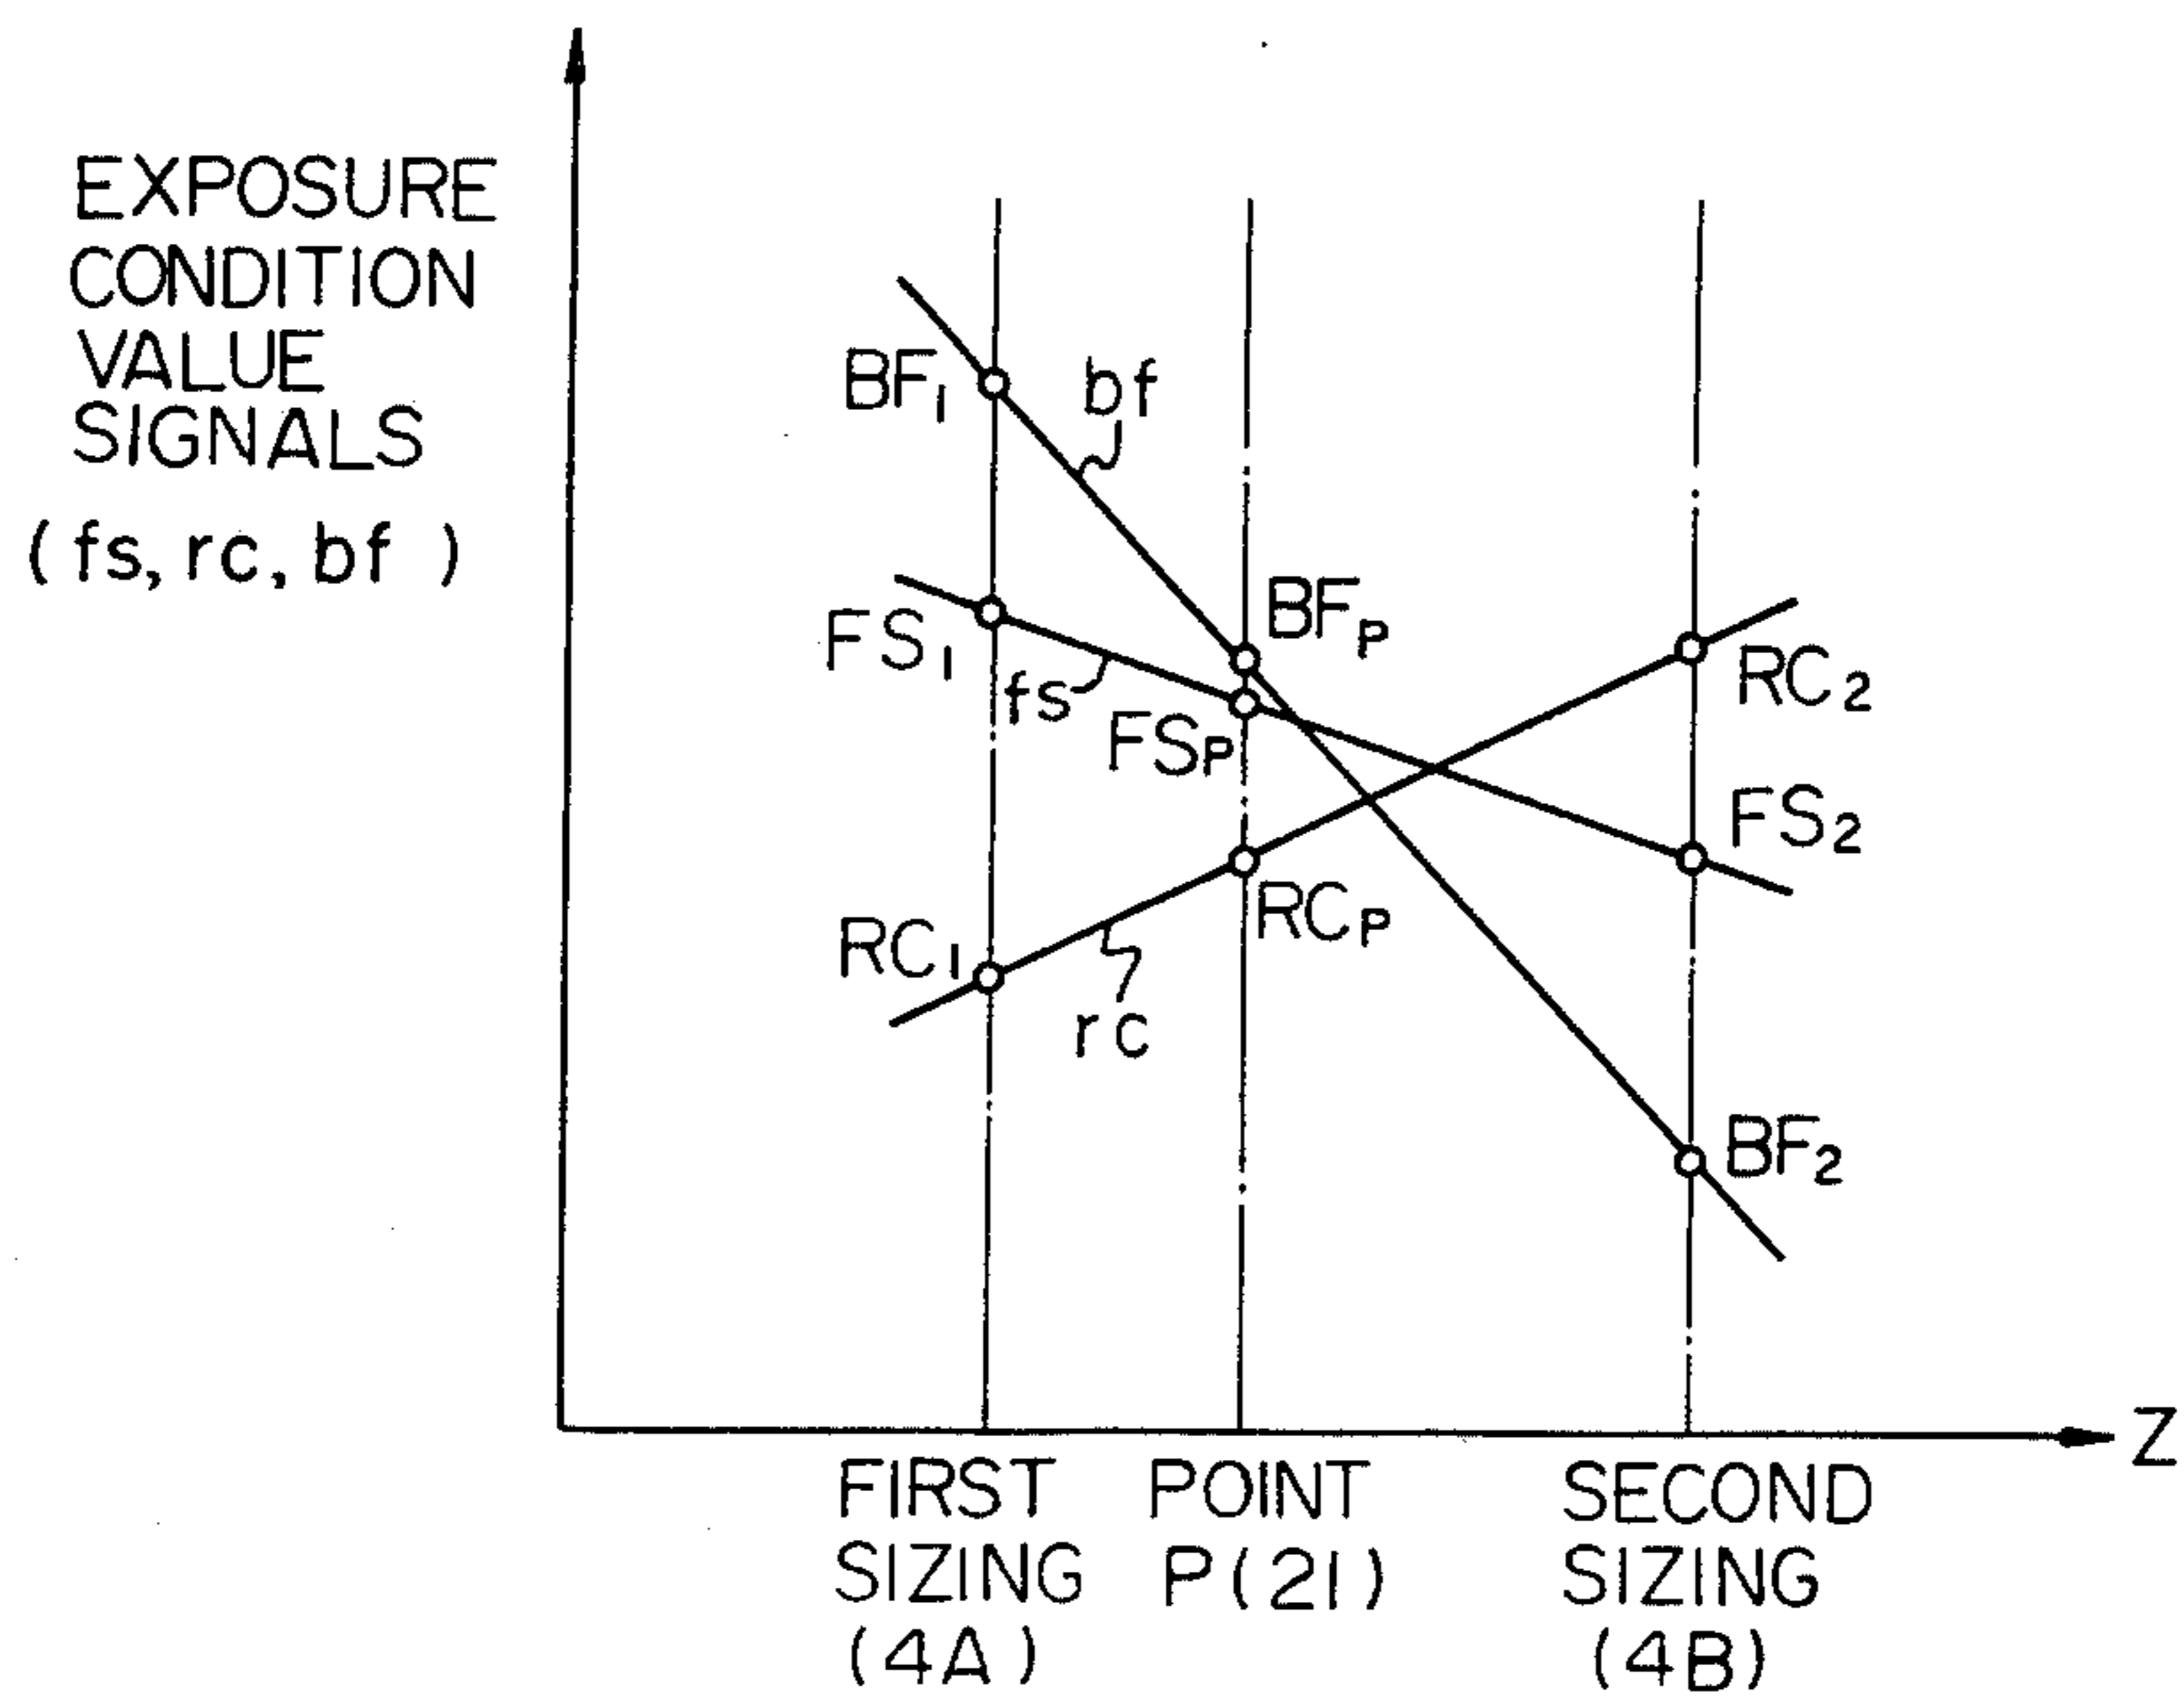 EXPOSURE
CONDITION
VALUE
SIGNALS
(fs, rc, bf)
BF1
bf
FS1
fs
BFP
FSP
RC2
FS2
RC1
RCP
rc
BF2
Z
FIRST
SIZING
(4A)
POINT
P(21)
SECOND
SIZING
(4B)